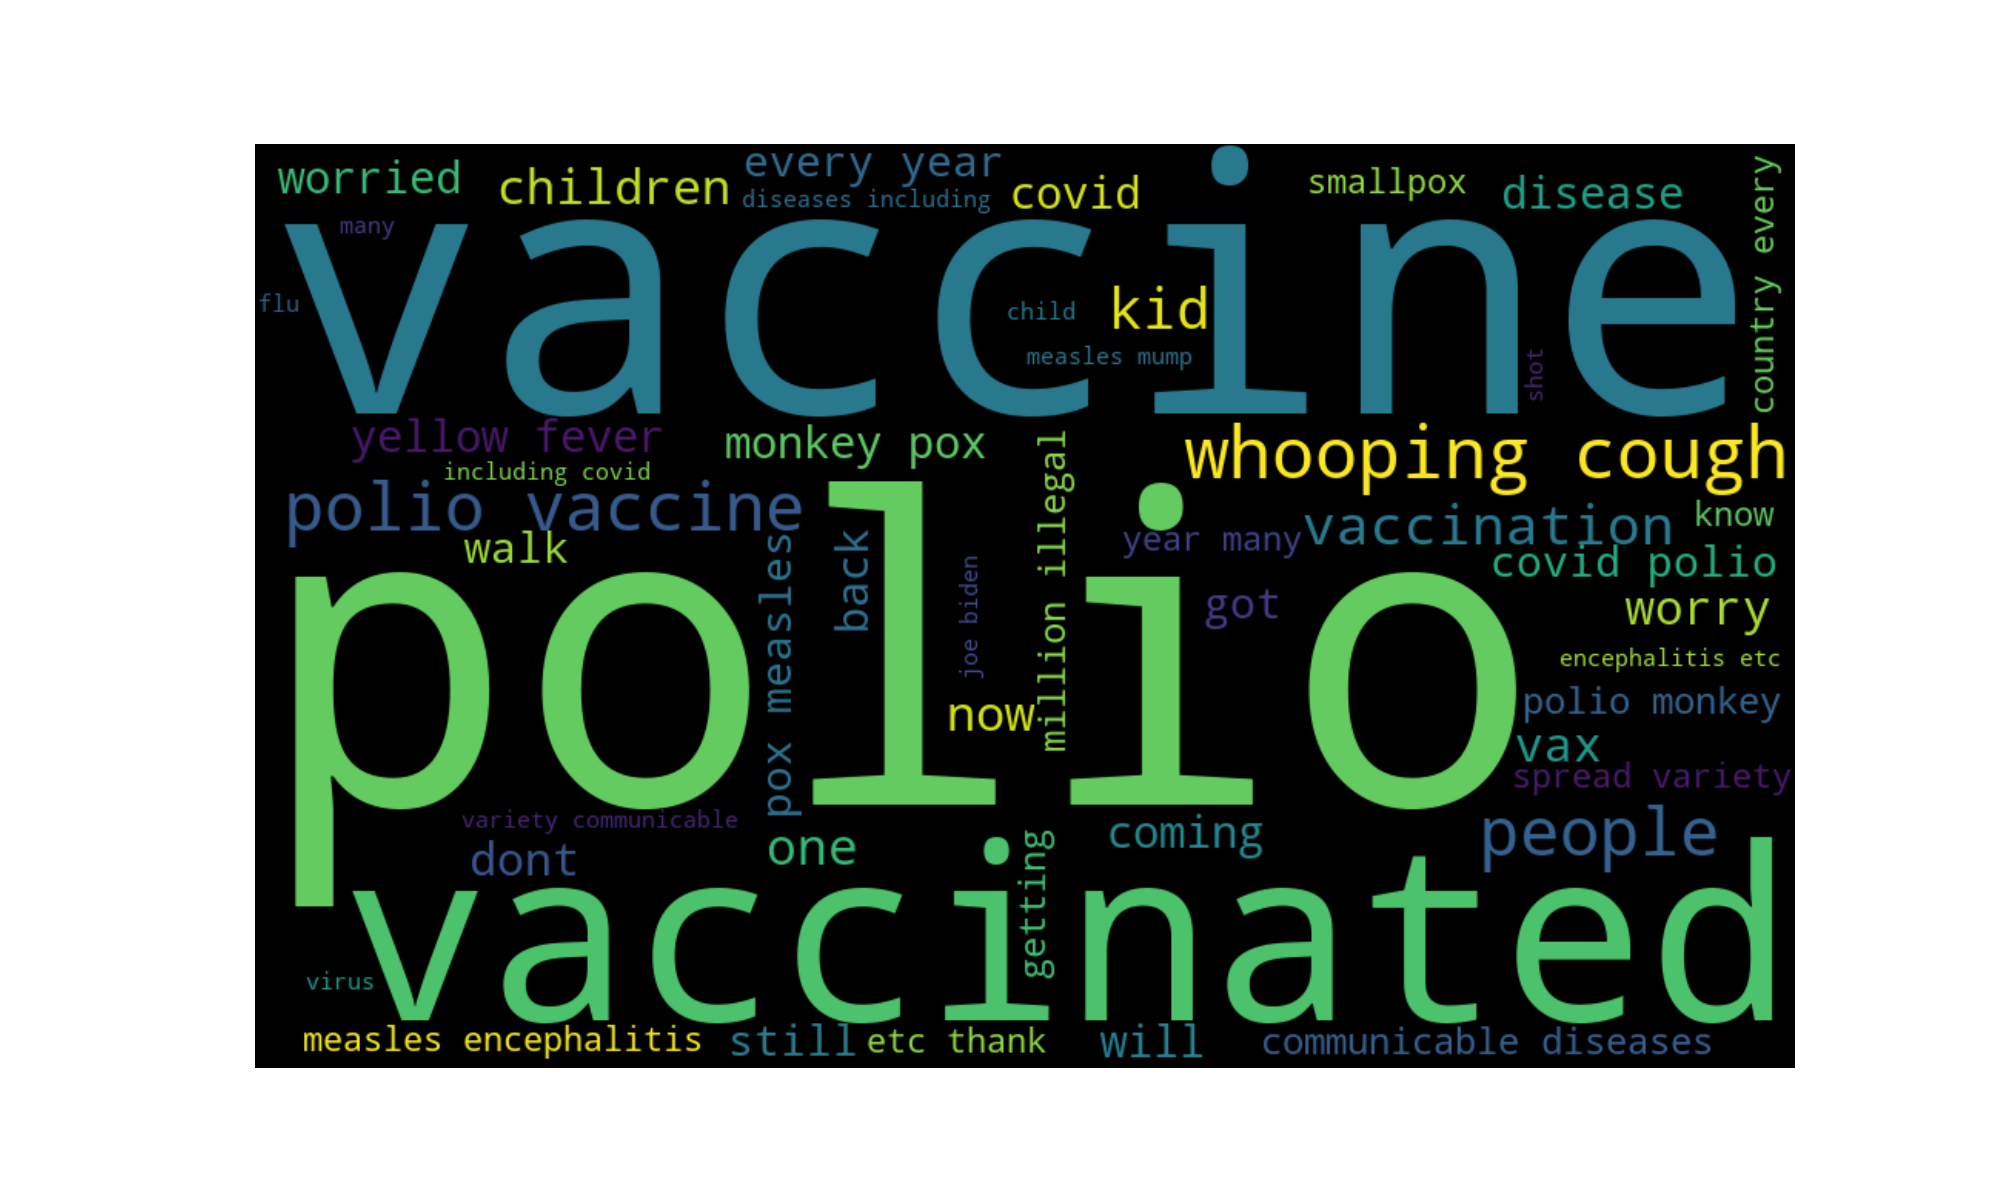 worried
children
every year
covid
smallpox
disease
country every
diseases including
many
vaccine
flu
child
kid
measles mump
shot
yellow fever
monkey pox
million illegal
whooping cough
including covid
polio vaccine
back
year many
vaccination
know
walk
pox measles
joe biden
covid polio
polio
got
worry
encephalitis etc
now
polio monkey
vax
spread variety
variety communicable
one
getting
coming
people
dont
vaccinated
virus
measles encephalitis
still
etc thank
will
communicable diseases